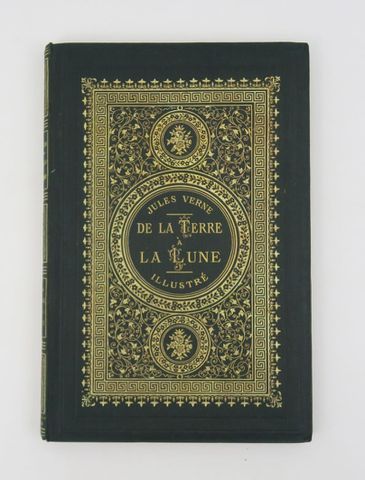 JULES VERNE
DE LA TERRE
à
LA LUNE
ILLUSTRÉ